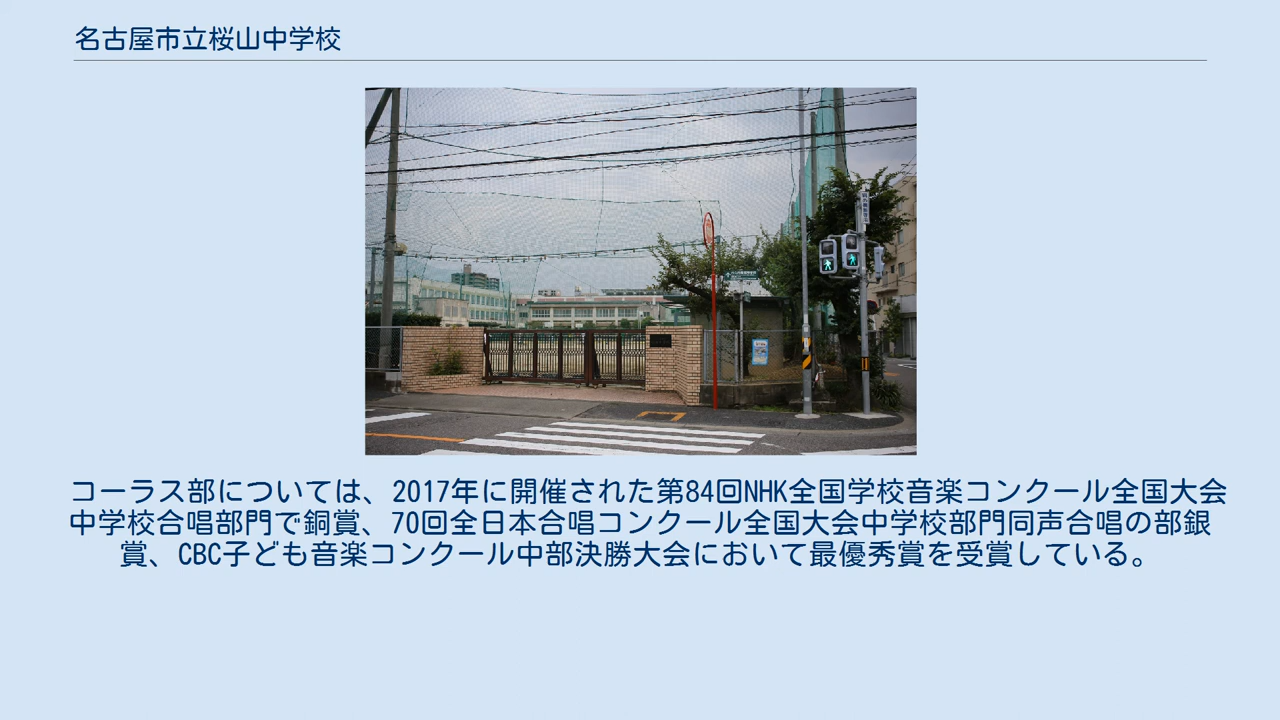 名古屋市立桜山中学校
コーラス部については、2017年に開催された第84回NHK全国学校音楽コンクール全国大会
中学校合唱部門で銅賞、70回全日本合唱コンクール全国大会中学校部門同声合唱の部銀
賞、CBC子ども音楽コンクール中部決勝大会において最優秀賞を受賞している。